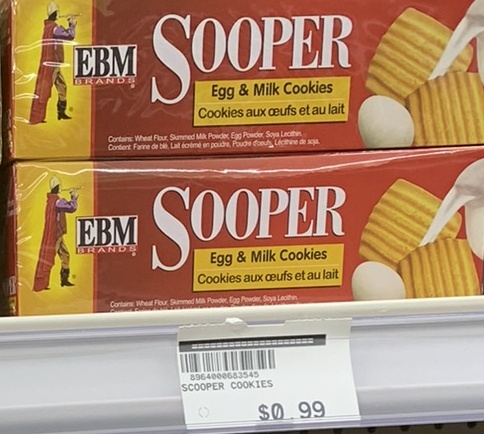 EBM
BRANDS
SOOPER
Egg & Milk Cookies
Cookies aux œufs et au lait
Contains: Wheat Flour, Skimmed Milk Powder, Egg Powder, Soya Lecithin.
Contient: Farine de blé, Lait écrémé en poudre, Poudre d'oeufs, Lécithine de soya.
EBM
BRANDS
SOOPER
Egg & Milk Cookies
Cookies aux œufs et au lait
Contains: Wheat Flour, Skimmed Milk Powder, Egg Powder, Soya Lecithin.
8964000683545
SCOOPER COOKIES
$0.99